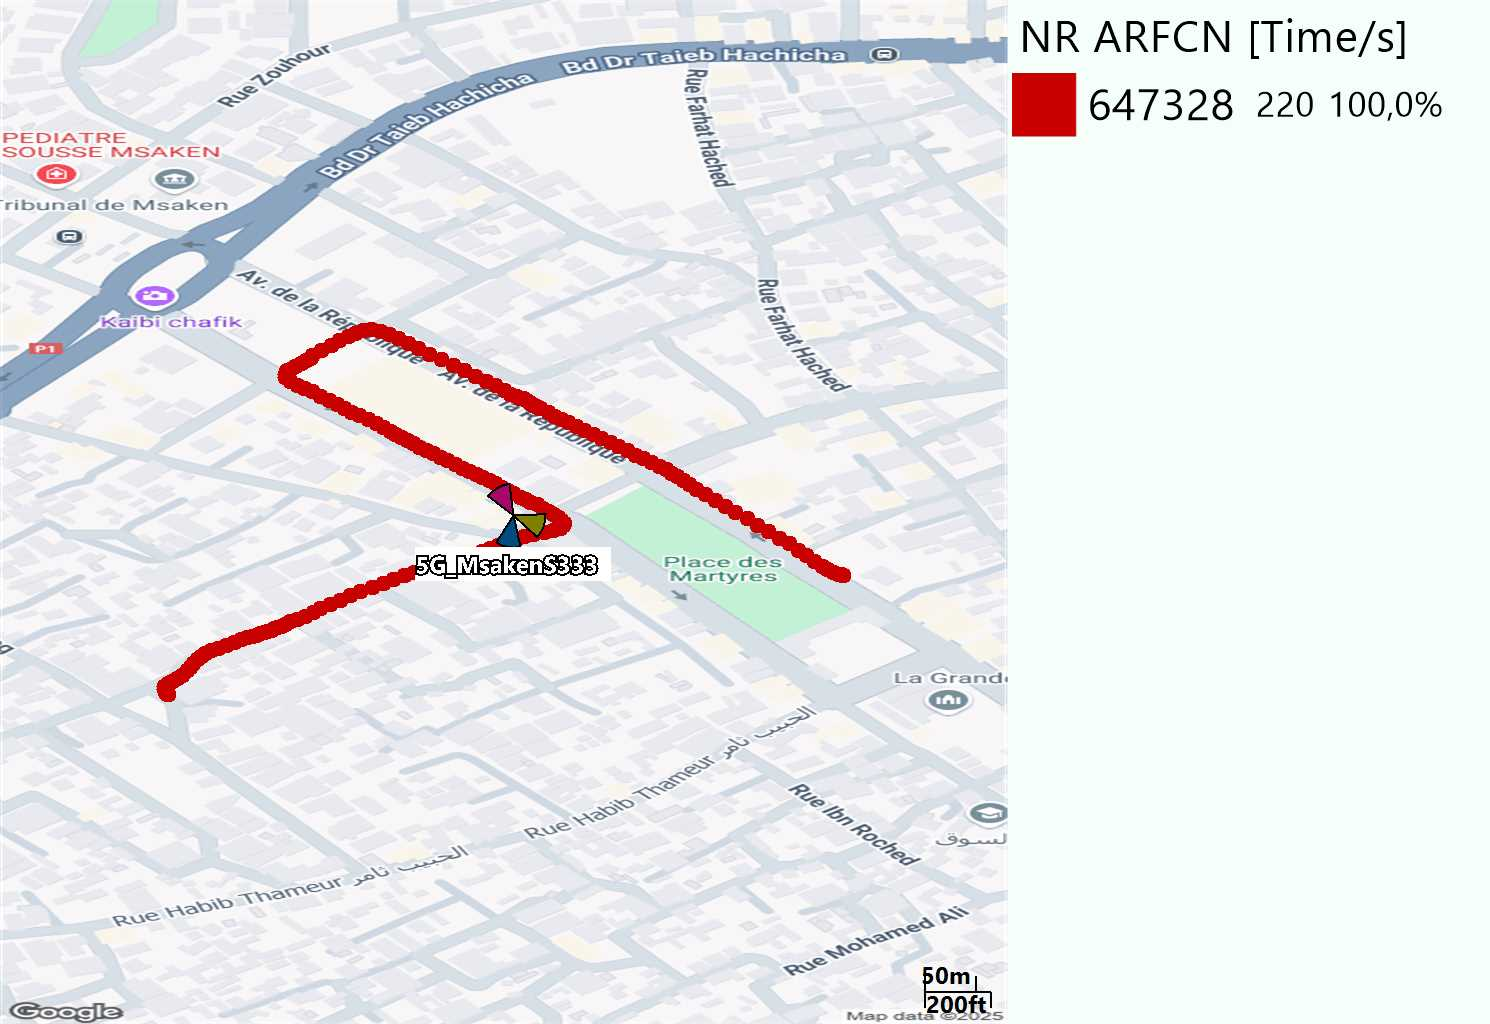 NR ARFCN [Time/s]
647328 220 100,0%
Bd Dr Taieb Hachicha
Rue Zouhour
Bd Dr Taieb Hachicha
Rue Farhat Hached
PEDIATRE
SOUSSE MSAKEN
Tribunal de Msaken
Av. de la République
Kaibi chafik
P1
Rue Farhat Hached
Av. de la République
5G_MsakenS333
Place des
Martyres
La Grande
الحبيب ثامر
Rue Habib Thameur
Rue Ibn Roched
السوق
Rue Habib Thameur الحبيب ثامر
Rue Mohamed Ali
50m
200ft
Google
Map data ©2025